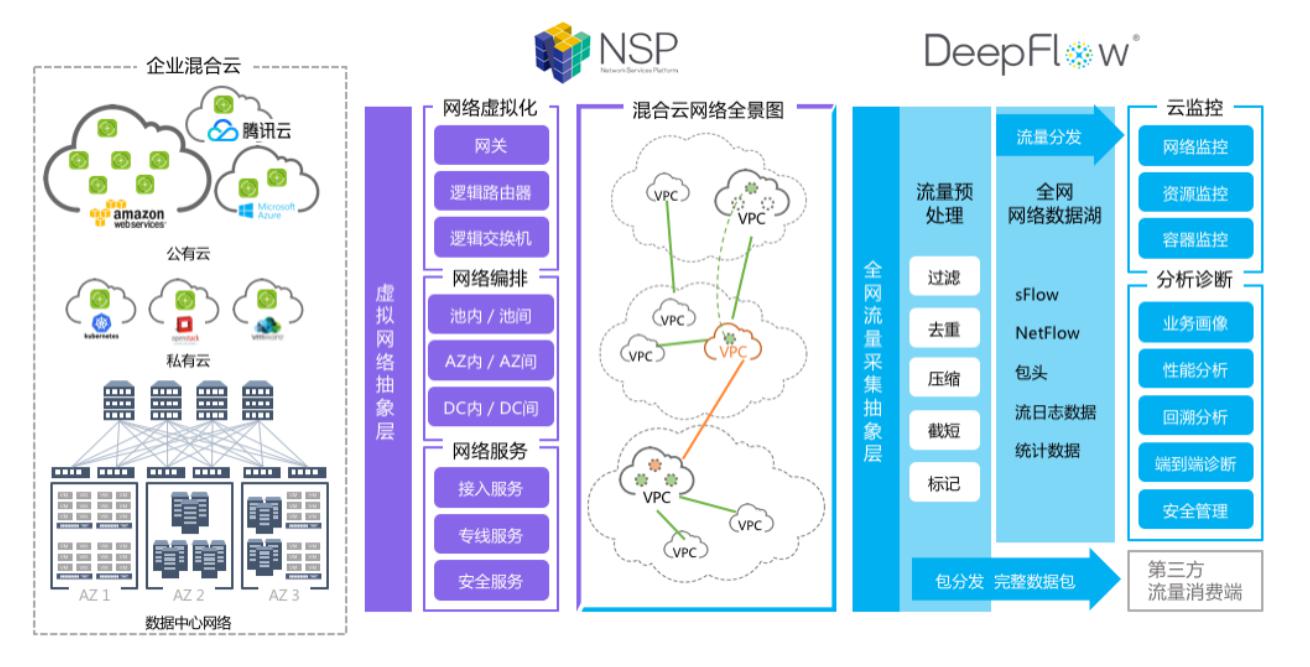 NSP
Network Services Platform
DeepFlow®
企业混合云
腾讯云
amazon
webservices
Microsoft
Azure
公有云
kubernetes
openstack
私有云
AZ 1
AZ 2
AZ 3
数据中心网络
虚拟网络抽象层
网络虚拟化
网关
逻辑路由器
逻辑交换机
网络编排
池内 / 池间
AZ内 / AZ间
DC内 / DC间
网络服务
接入服务
专线服务
安全服务
混合云网络全景图
VPC
VPC
VPC
VPC
VPC
VPC
VPC
VPC
全网流量采集抽象层
流量预
处理
过滤
去重
压缩
截短
标记
流量分发
全网
网络数据湖
sFlow
NetFlow
包头
流日志数据
统计数据
包分发 完整数据包
云监控
网络监控
资源监控
容器监控
分析诊断
业务画像
性能分析
回溯分析
端到端诊断
安全管理
第三方
流量消费端